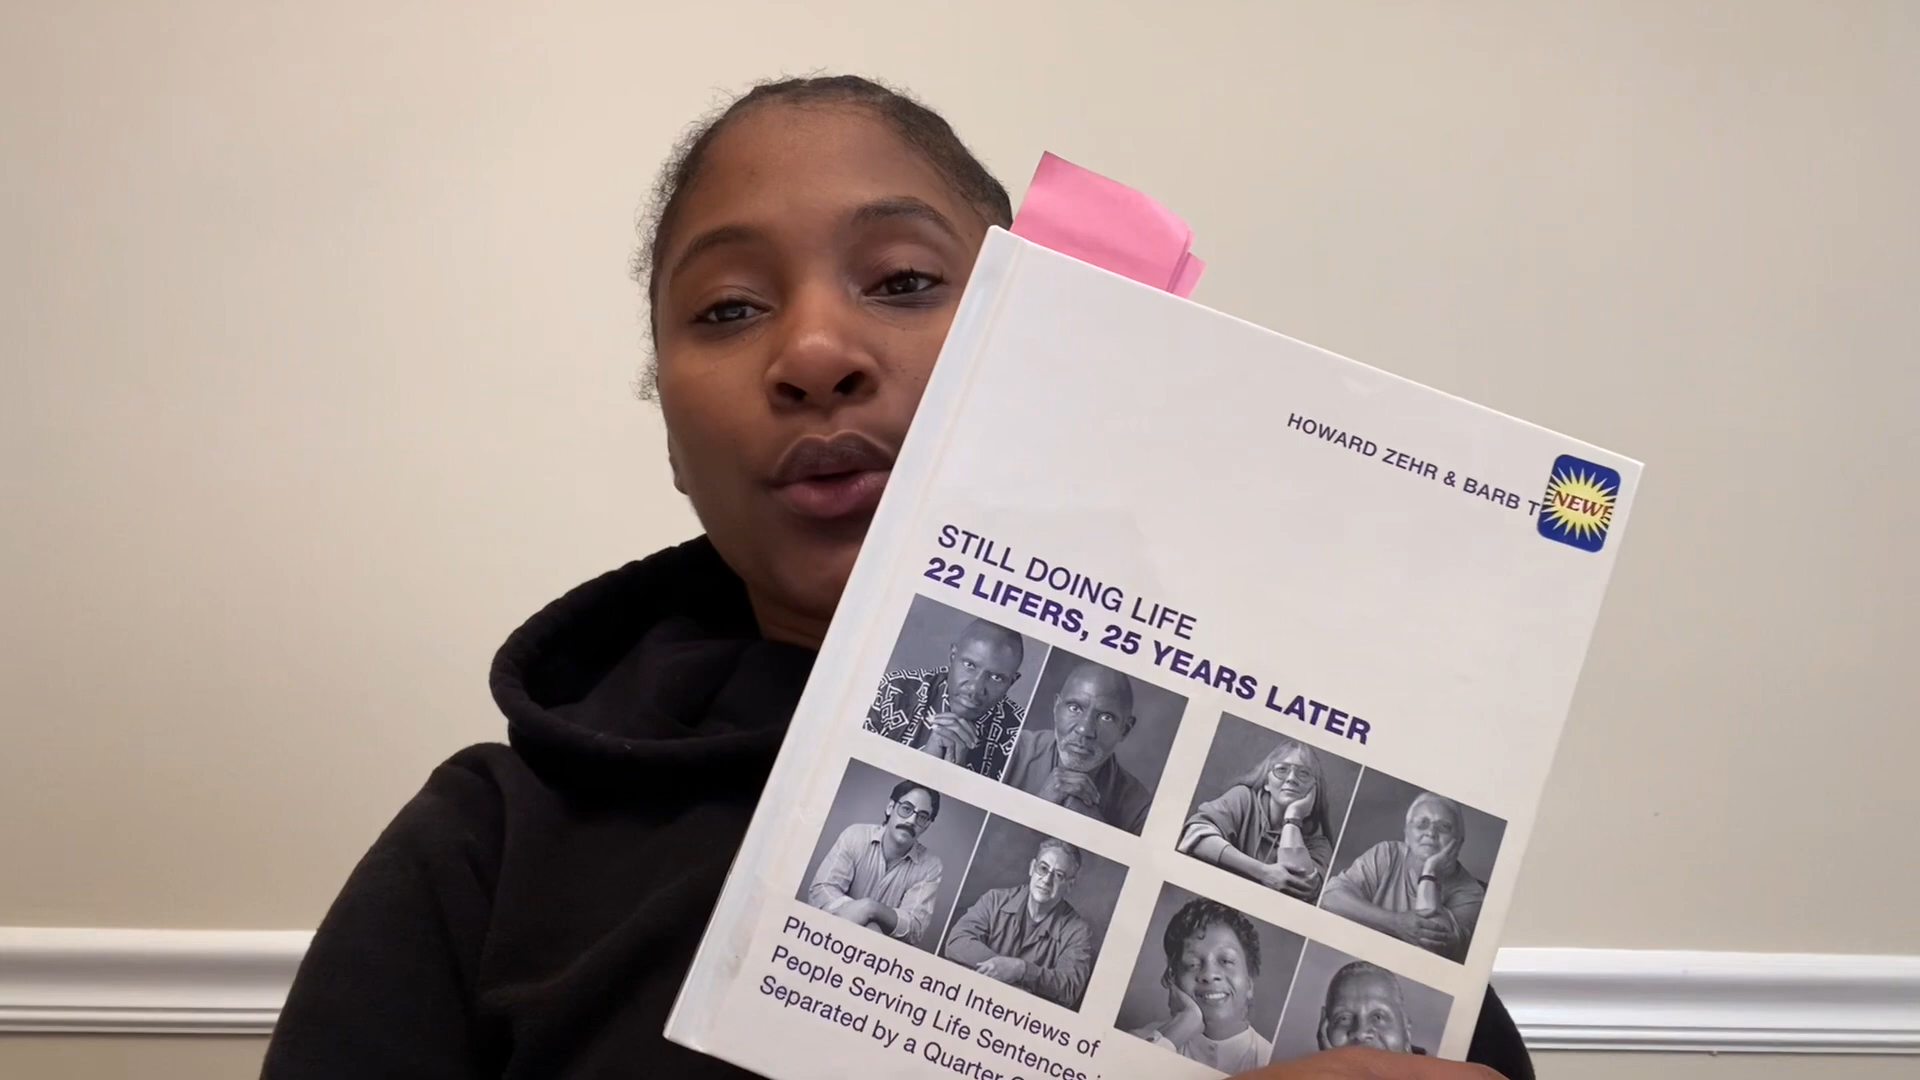 HOWARD ZEHR & BARB T
NEW
STILL DOING LIFE
22 LIFERS, 25 YEARS LATER
Photographs and Interviews of
People Serving Life Sentences
Separated by a Quarter